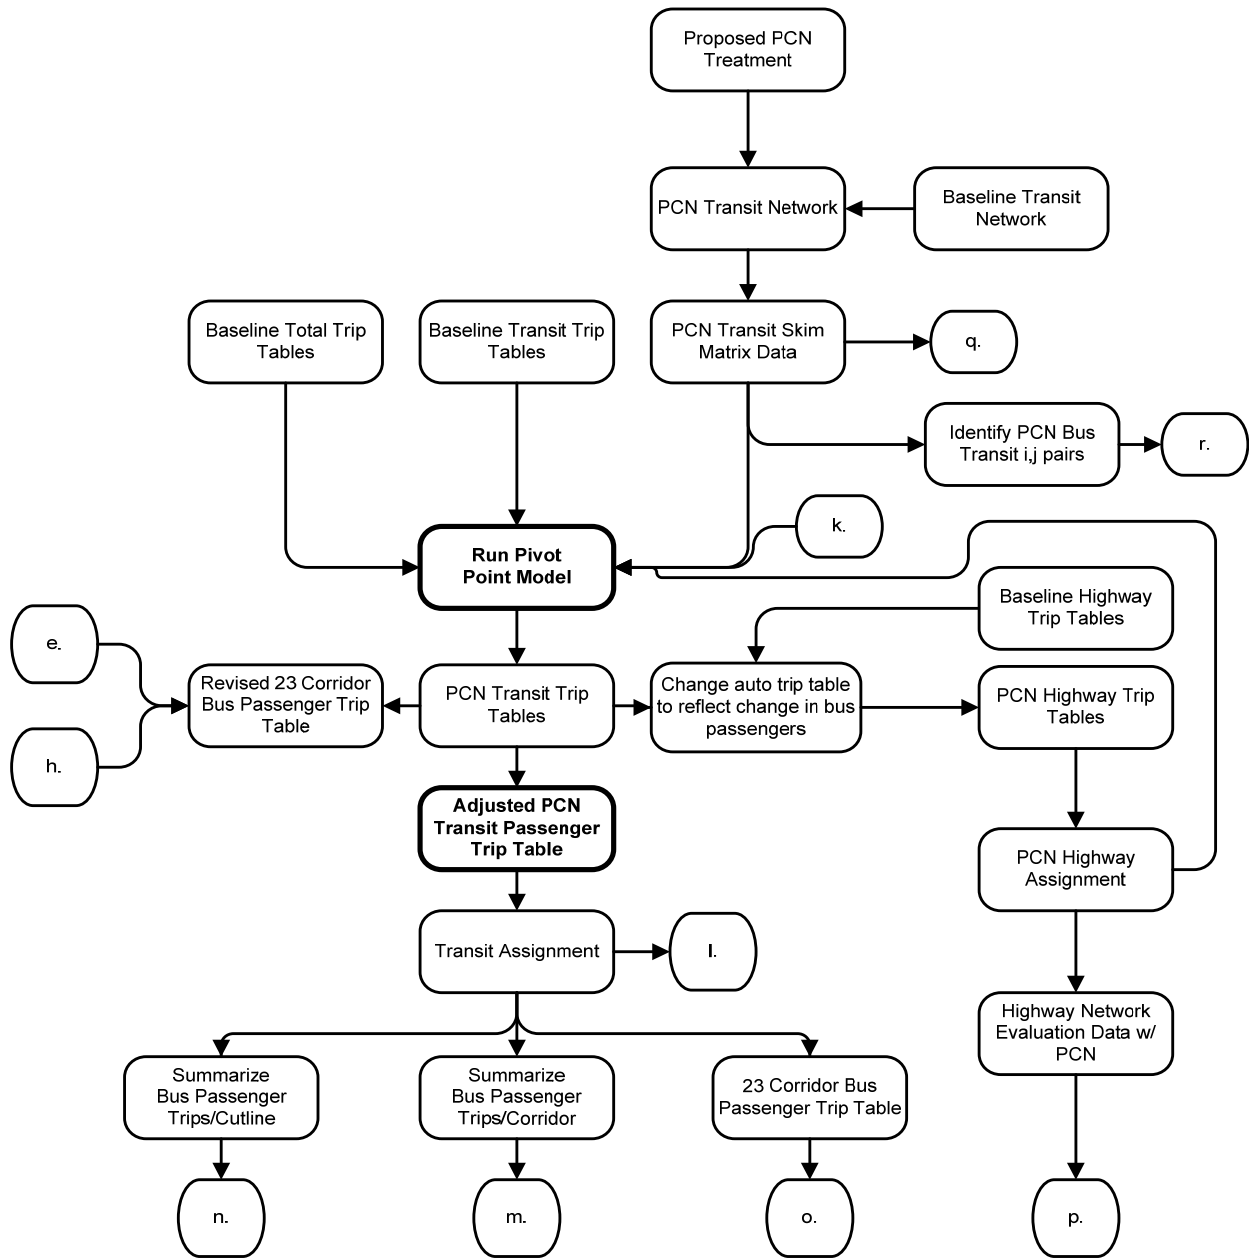 Proposed PCN
Treatment
PCN Transit Network
Baseline Transit
Network
Baseline Total Trip
Tables
Baseline Transit Trip
Tables
PCN Transit Skim
Matrix Data
q.
Identify PCN Bus
Transit i,j pairs
r.
k.
Run Pivot
Point Model
Baseline Highway
Trip Tables
e.
h.
Revised 23 Corridor
Bus Passenger Trip
Table
PCN Transit Trip
Tables
Change auto trip table
to reflect change in bus
passengers
PCN Highway Trip
Tables
Adjusted PCN
Transit Passenger
Trip Table
PCN Highway
Assignment
Transit Assignment
l.
Highway Network
Evaluation Data w/
PCN
Summarize
Bus Passenger
Trips/Cutline
Summarize
Bus Passenger
Trips/Corridor
23 Corridor Bus
Passenger Trip Table
n.
m.
o.
p.